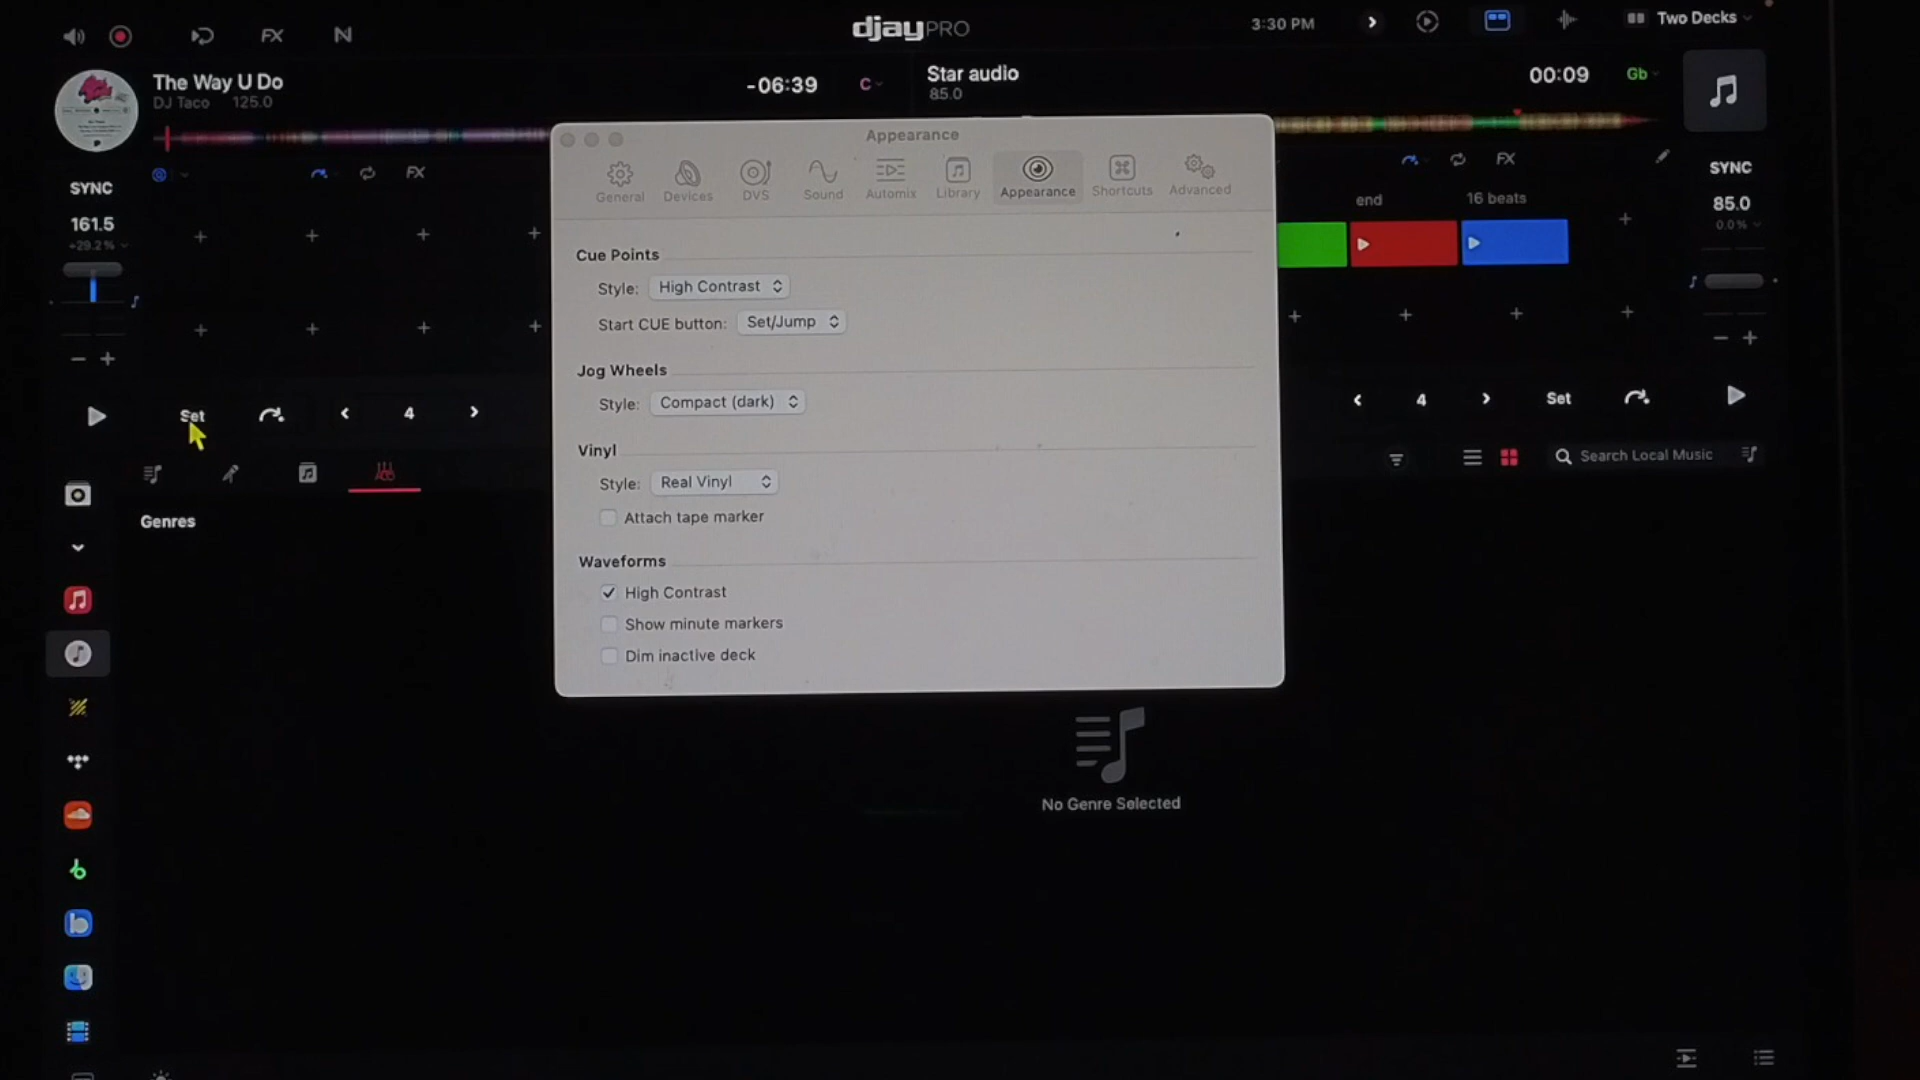 FX
N
djay PRO
3:30 PM
Two Decks
The Way U Do
DJ Taco 125.0
-06:39
C
Star audio
85.0
00:09
Gb
Appearance
General
Devices
DVS
Sound
Automix
Library
Appearance
Shortcuts
Advanced
FX
FX
SYNC
161.5
+29.2%
SYNC
85.0
0.0%
end
16 beats
Cue Points
Style: High Contrast
Start CUE button: Set/Jump
Jog Wheels
Style: Compact (dark)
Vinyl
Style: Real Vinyl
Attach tape marker
Waveforms
High Contrast
Show minute markers
Dim inactive deck
Set
4
4
Set
Search Local Music
Genres
No Genre Selected